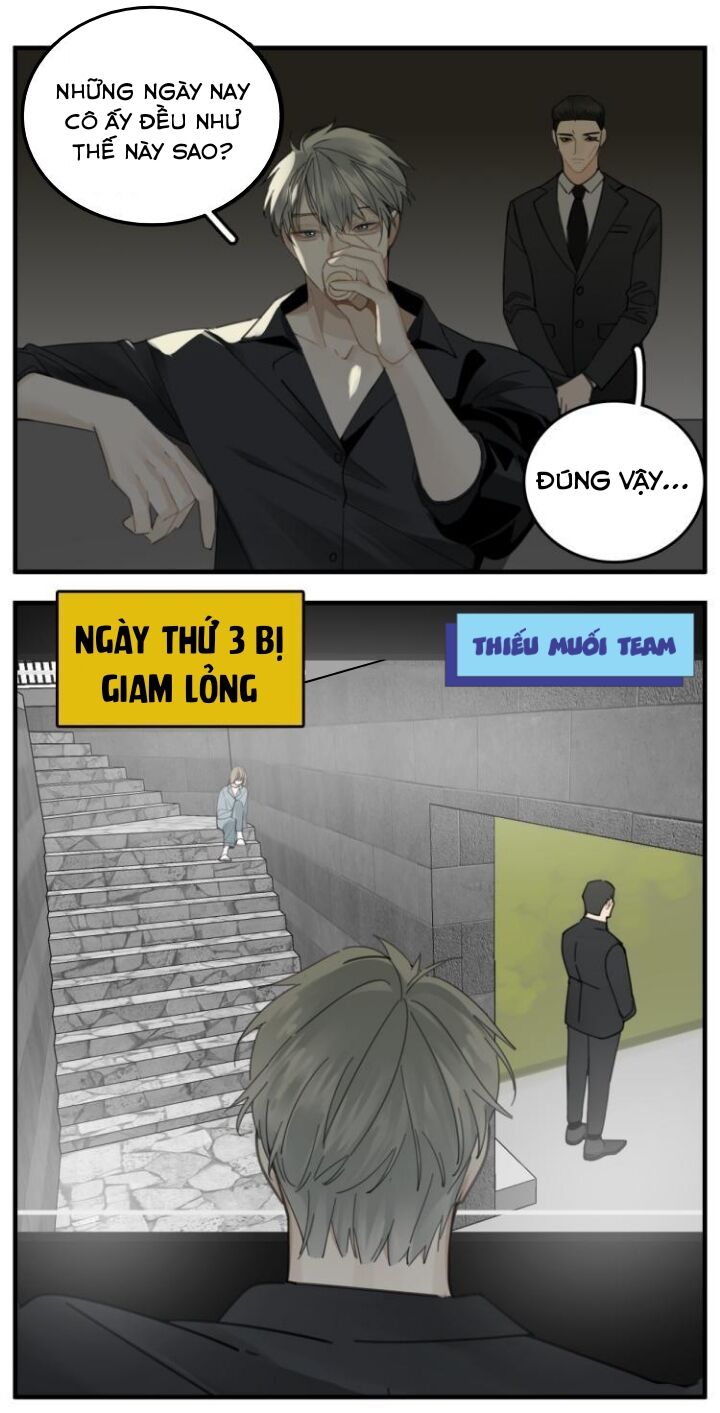 NHỮNG NGÀY NAY
CÔ ẤY ĐỀU NHƯ
THẾ NÀY SAO?
ĐÚNG VẬY...
NGÀY THỨ 3 BỊ
GIAM LỎNG
THIẾU MUỐI TEAM